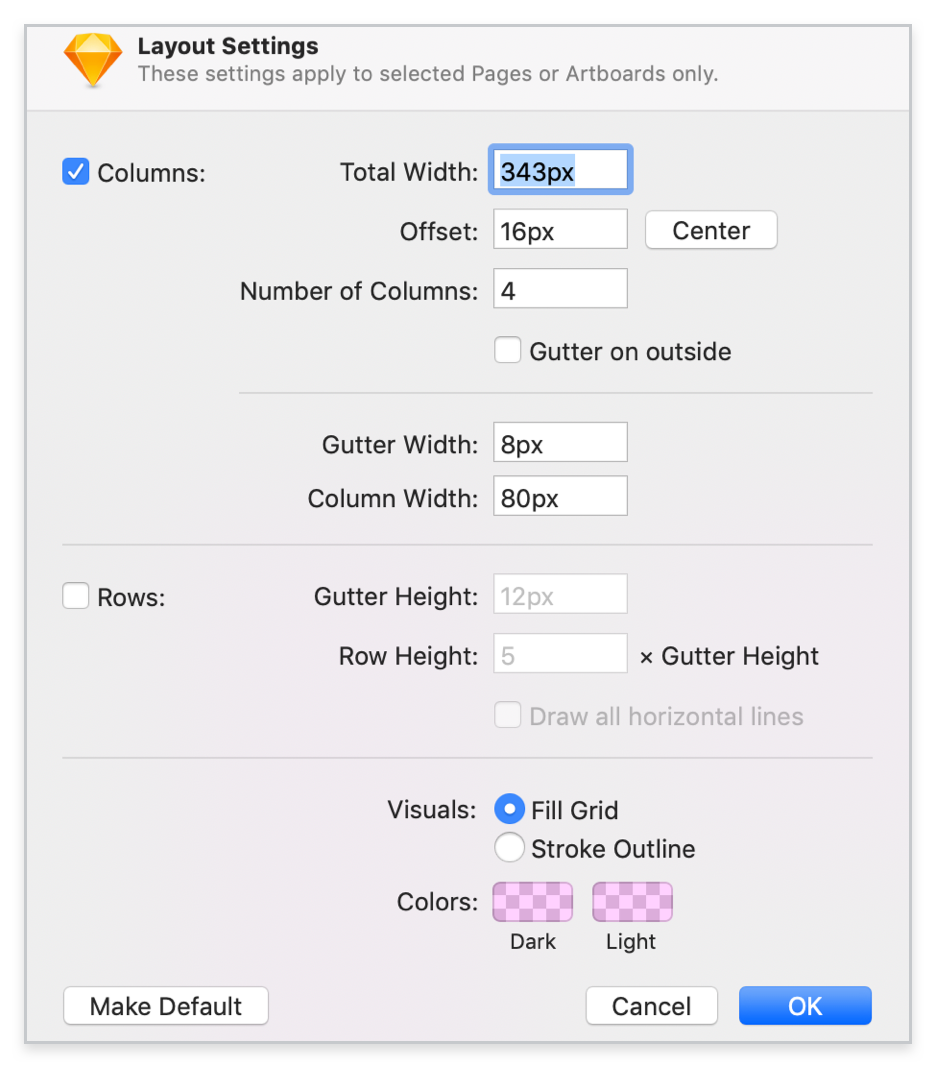 Layout Settings
These settings apply to selected Pages or Artboards only.
Columns: Total Width: 343px
Offset: 16px Center
Number of Columns: 4
Gutter on outside
Gutter Width: 8px
Column Width: 80px
Rows: Gutter Height: 12px
Row Height: 5 × Gutter Height
Draw all horizontal lines
Visuals: Fill Grid
Stroke Outline
Colors:
Dark Light
Make Default Cancel OK